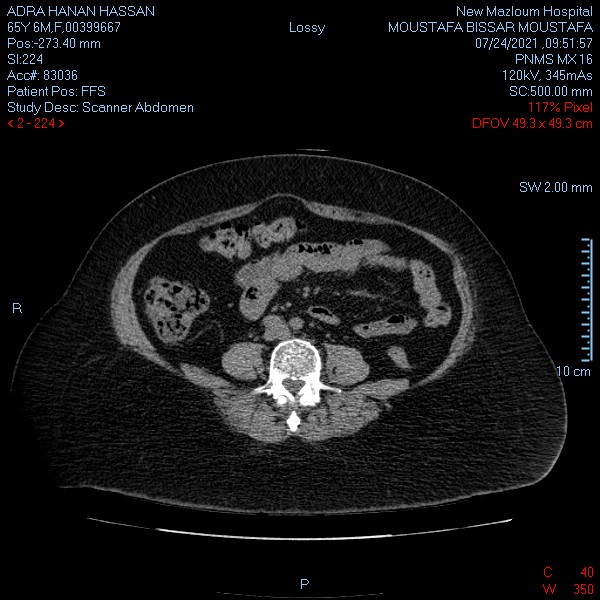 ADRA HANAN HASSAN
65Y 6M,F,00399667
Pos:-273.40 mm
SI:224
Acc#: 83036
Patient Pos: FFS
Study Desc: Scanner Abdomen
< 2 - 224 >
Lossy
New Mazloum Hospital
MOUSTAFA BISSAR MOUSTAFA
07/24/2021 ,09:51:57
PNMS MX 16
120kV, 345mAs
SC:500.00 mm
117% Pixel
DFOV 49.3 x 49.3 cm
SW 2.00 mm
R
10 cm
P
C 40
W 350